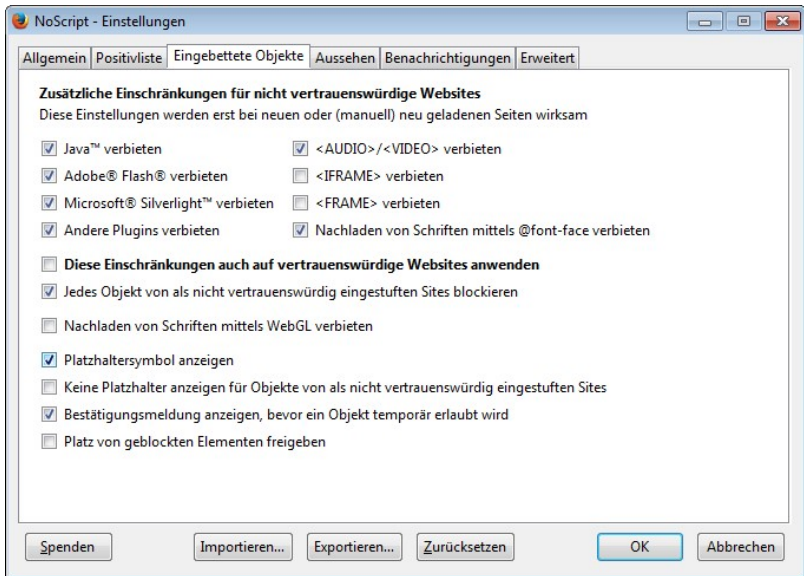 NoScript - Einstellungen
Allgemein Positivliste Eingebettete Objekte Aussehen Benachrichtigungen Erweitert
Zusätzliche Einschränkungen für nicht vertrauenswürdige Websites
Diese Einstellungen werden erst bei neuen oder (manuell) neu geladenen Seiten wirksam
Java™ verbieten <AUDIO>/<VIDEO> verbieten
Adobe® Flash® verbieten <IFRAME> verbieten
Microsoft® Silverlight™ verbieten <FRAME> verbieten
Andere Plugins verbieten Nachladen von Schriften mittels @font-face verbieten
Diese Einschränkungen auch auf vertrauenswürdige Websites anwenden
Jedes Objekt von als nicht vertrauenswürdig eingestuften Sites blockieren
Nachladen von Schriften mittels WebGL verbieten
Platzhaltersymbol anzeigen
Keine Platzhalter anzeigen für Objekte von als nicht vertrauenswürdig eingestuften Sites
Bestätigungsmeldung anzeigen, bevor ein Objekt temporär erlaubt wird
Platz von geblockten Elementen freigeben
Spenden Importieren... Exportieren... Zurücksetzen OK Abbrechen